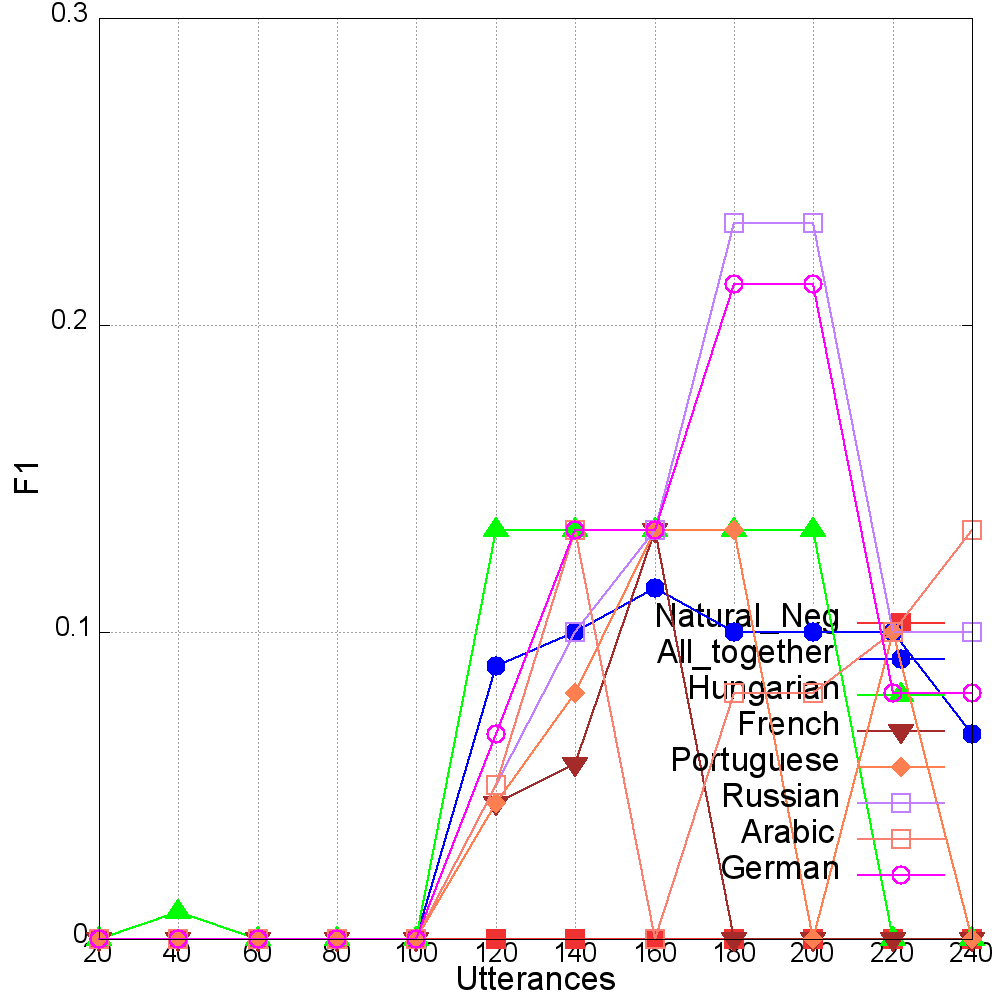 0.3
0.2
0.1
0
F1
Natural_Neg
All_together
Hungarian
French
Portuguese
Russian
Arabic
German
20 40 60 80 100 120 140 160 180 200 220 240
Utterances